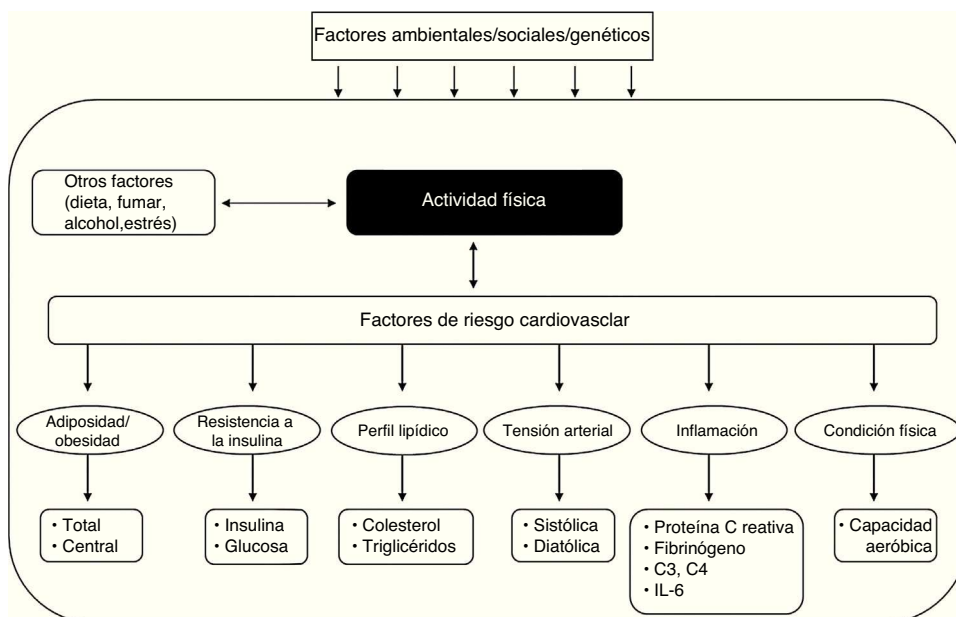 Factores ambientales/sociales/genéticos
Otros factores
(dieta, fumar,
alcohol,estrés)
Actividad física
Factores de riesgo cardiovasclar
Adiposidad/
obesidad
Resistencia a
la insulina
Perfil lipídico
Tensión arterial
Inflamación
Condición física
• Total
• Central
• Insulina
• Glucosa
• Colesterol
• Triglicéridos
• Sistólica
• Diatólica
• Proteína C reativa
• Fibrinógeno
• C3, C4
• IL-6
• Capacidad
aeróbica